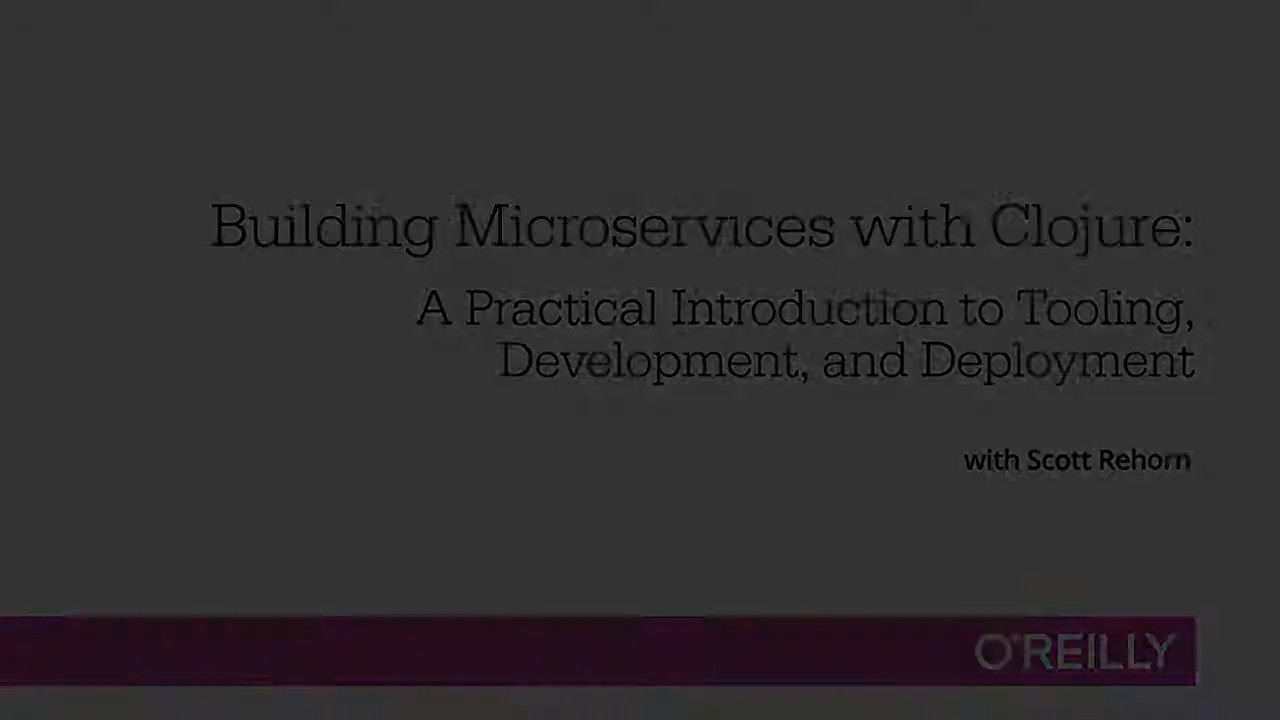 Building Microservices with Clojure:
A Practical Introduction to Tooling,
Development, and Deployment
with Scott Rehorn
O'REILLY